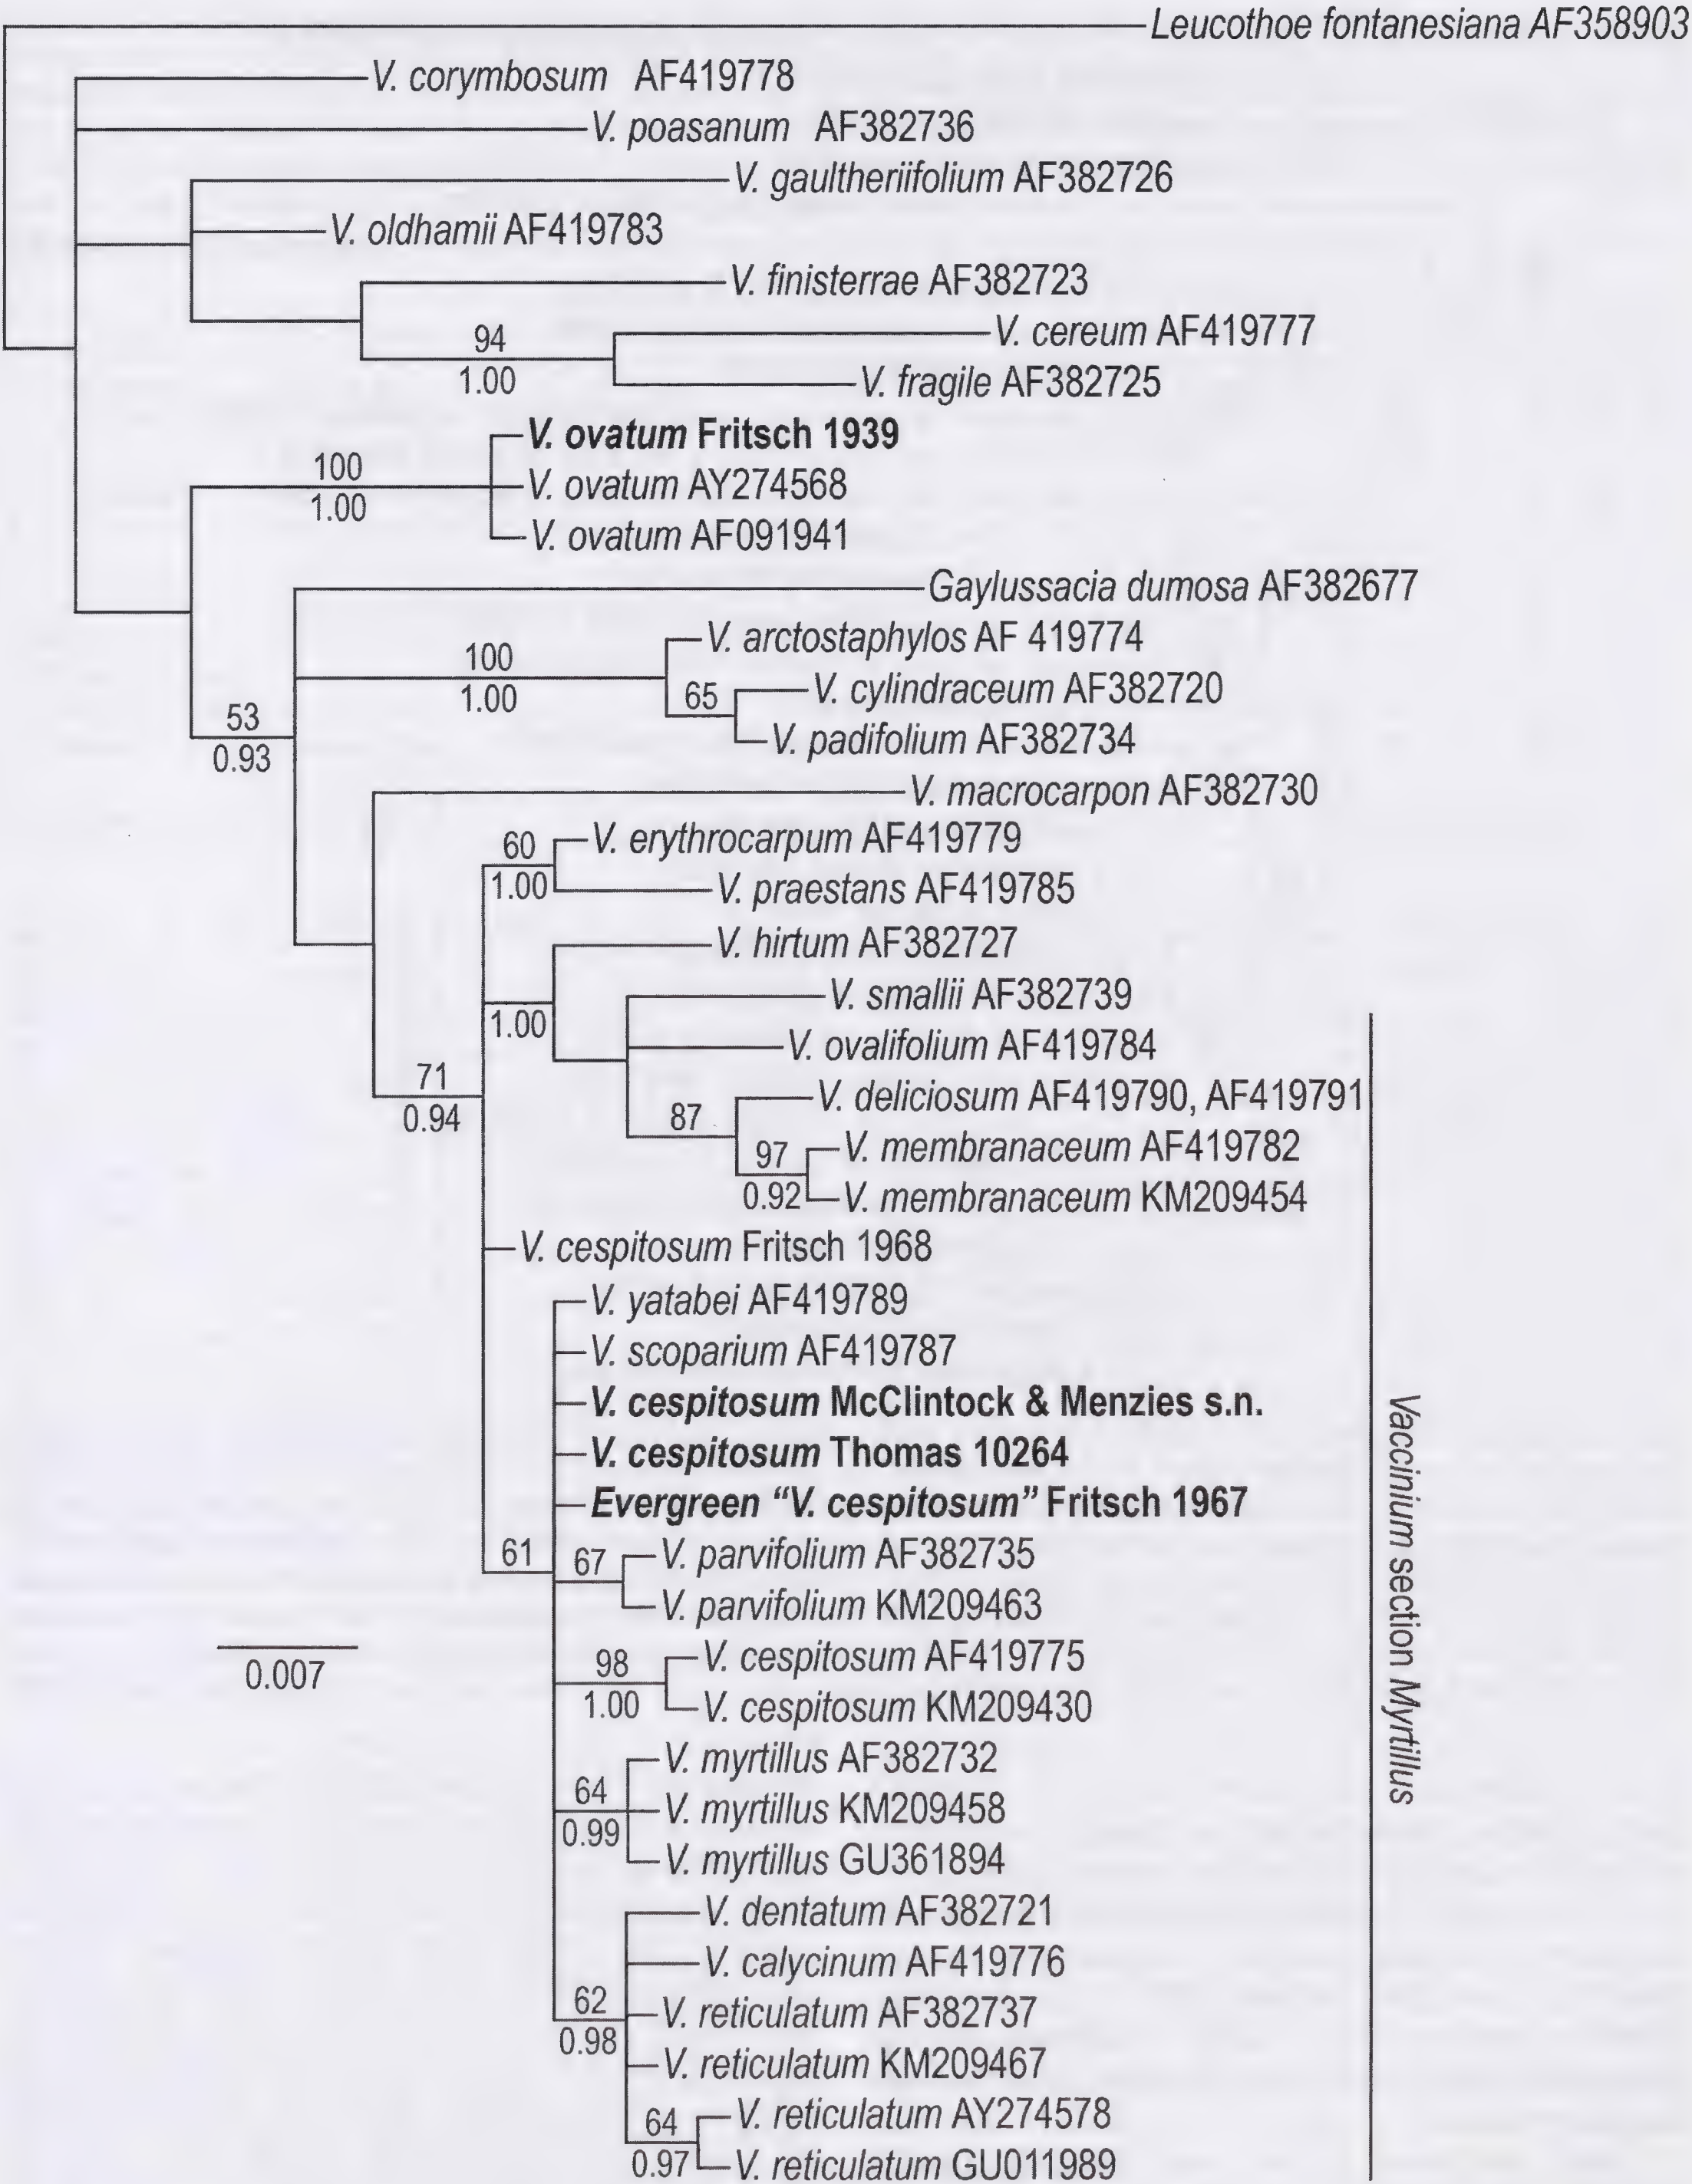 Leucothoe fontanesiana AF358903
V. corymbosum AF419778
V. poasanum AF382736
V. gaultheriifolium AF382726
V. oldhamii AF419783
V. finisterrae AF382723
94
1.00
V. cereum AF419777
V. fragile AF382725
V. ovatum Fritsch 1939
100
1.00
V. ovatum AY274568
V. ovatum AF091941
Gaylussacia dumosa AF382677
V. arctostaphylos AF 419774
100
1.00
65
V. cylindraceum AF382720
V. padifolium AF382734
53
0.93
V. macrocarpon AF382730
60
1.00
V. erythrocarpum AF419779
V. praestans AF419785
V. hirtum AF382727
1.00
V. smallii AF382739
V. ovalifolium AF419784
71
0.94
87
V. deliciosum AF419790, AF419791
97
0.92
V. membranaceum AF419782
V. membranaceum KM209454
V. cespitosum Fritsch 1968
V. yatabei AF419789
V. scoparium AF419787
V. cespitosum McClintock & Menzies s.n.
V. cespitosum Thomas 10264
Evergreen “V. cespitosum” Fritsch 1967
61
67
V. parvifolium AF382735
V. parvifolium KM209463
0.007
98
1.00
V. cespitosum AF419775
V. cespitosum KM209430
V. myrtillus AF382732
64
0.99
V. myrtillus KM209458
V. myrtillus GU361894
V. dentatum AF382721
V. calycinum AF419776
62
0.98
V. reticulatum AF382737
V. reticulatum KM209467
64
0.97
V. reticulatum AY274578
V. reticulatum GU011989
Vaccinium section Myrtillus